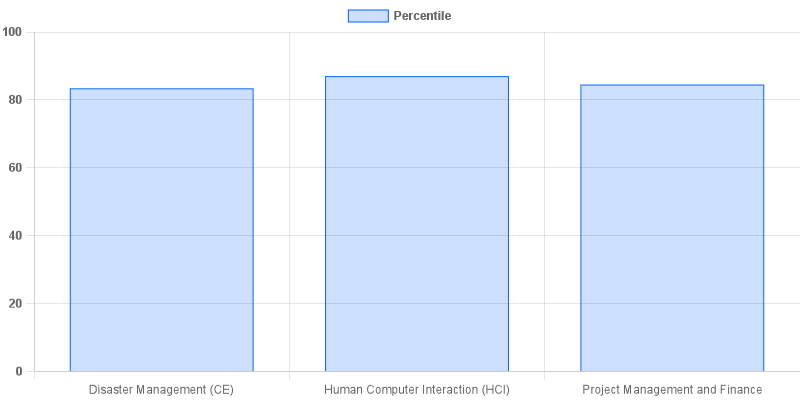 Percentile
100
80
60
40
20
0
Disaster Management (CE)
Human Computer Interaction (HCI)
Project Management and Finance